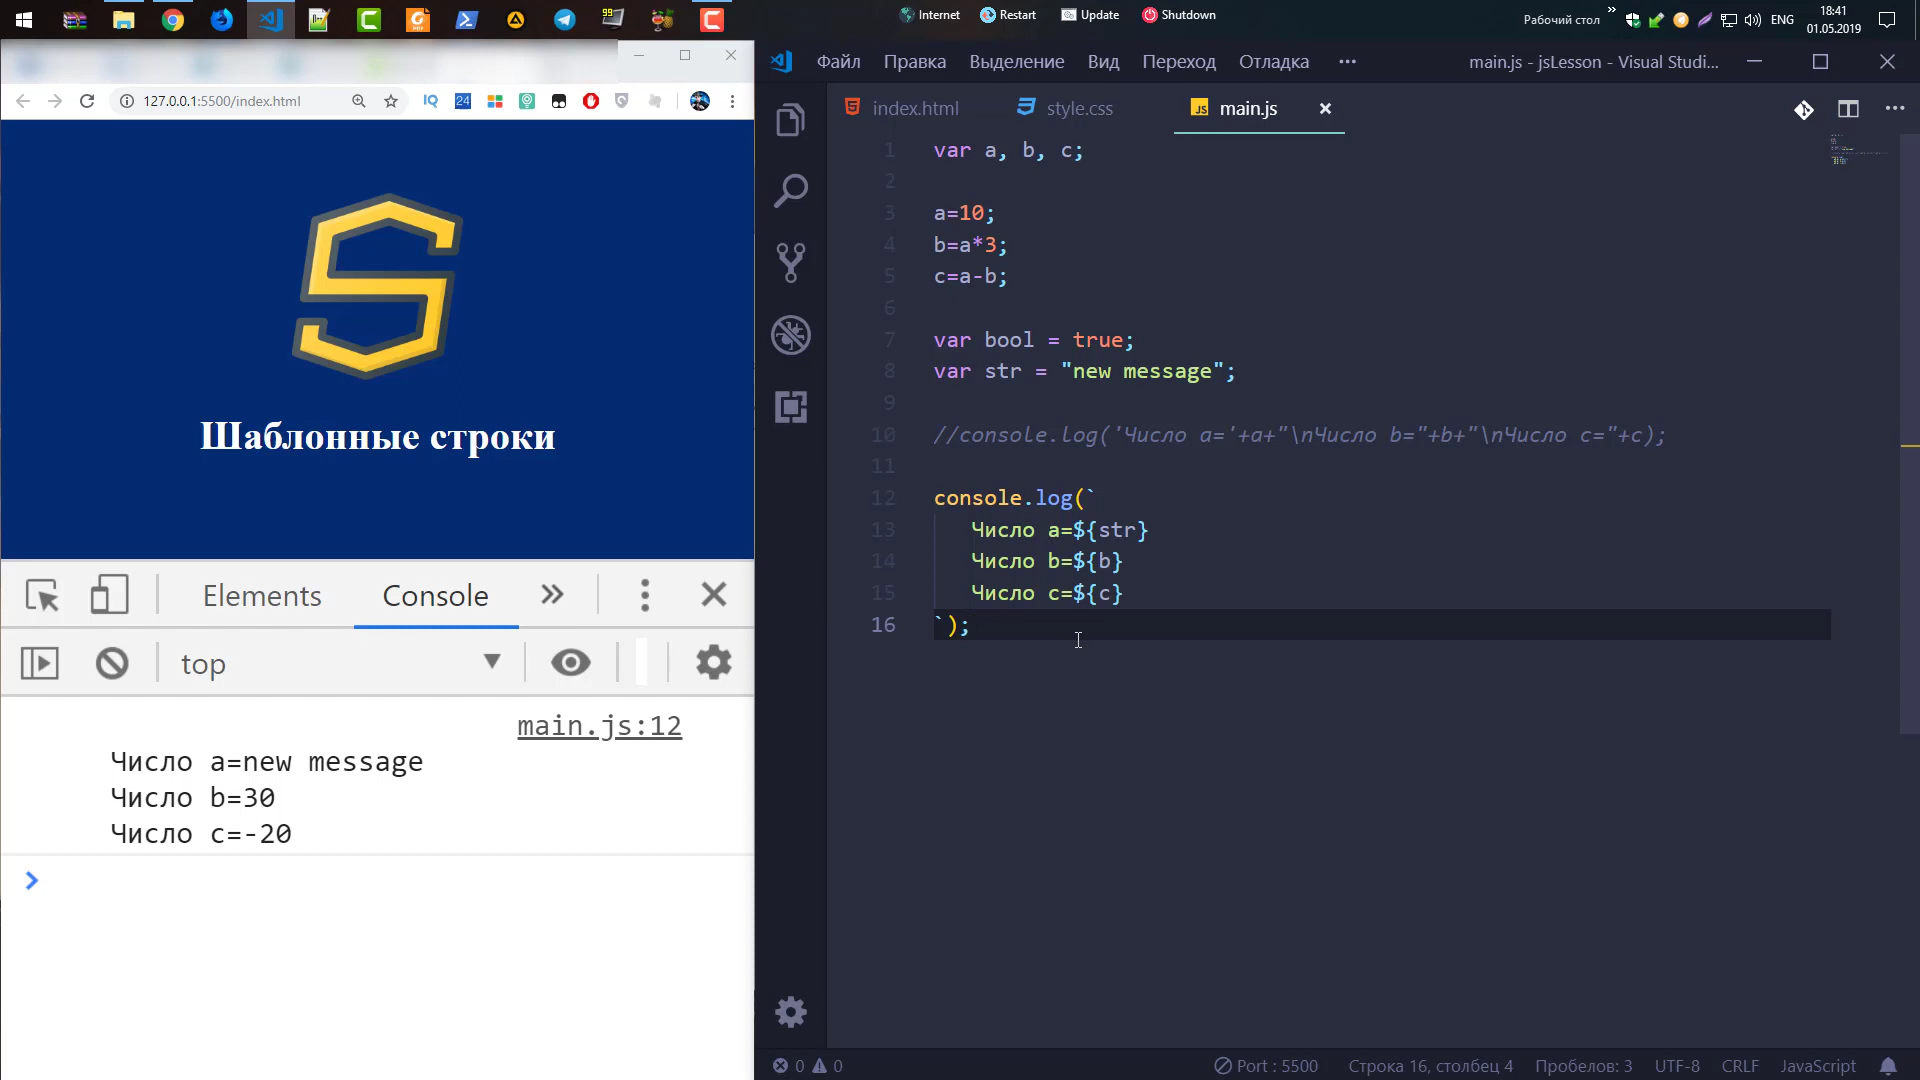 Internet Restart Update Shutdown
Рабочий стол » ENG 18:41
01.05.2019
127.0.0.1:5500/index.html
24
Шаблонные строки
Elements Console »
top
main.js:12
Число a=new message
Число b=30
Число c=-20
Файл Правка Выделение Вид Переход Отладка ··· main.js - jsLesson - Visual Studi...
index.html style.css JS main.js
1 var a, b, c;
2
3 a=10;
4 b=a*3;
5 c=a-b;
6
7 var bool = true;
8 var str = "new message";
9
10 //console.log('Число a='+a+"\nЧисло b="+b+"\nЧисло c="+c);
11
12 console.log(`
13 Число a=${str}
14 Число b=${b}
15 Число c=${c}
16 `);
0 0 Port : 5500 Строка 16, столбец 4 Пробелов: 3 UTF-8 CRLF JavaScript